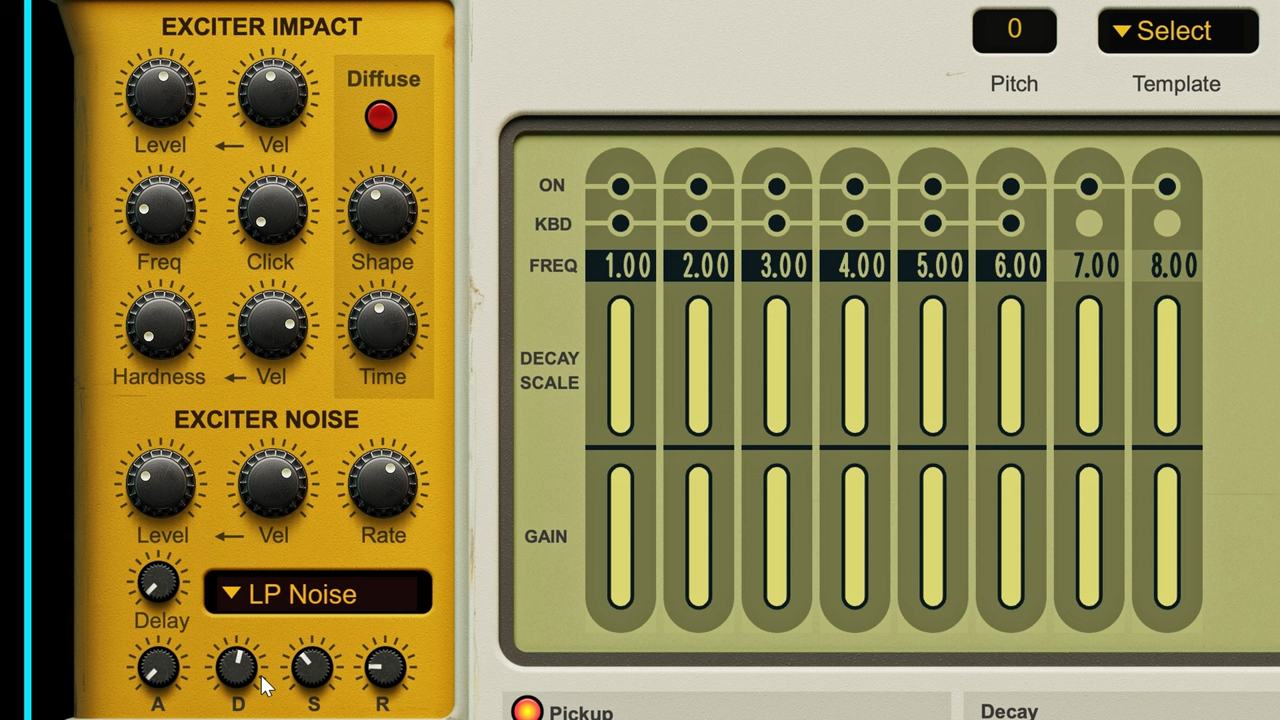 EXCITER IMPACT
Diffuse
Level ← Vel
Freq Click Shape
Hardness ← Vel Time
EXCITER NOISE
Level ← Vel Rate
Delay
LP Noise
A D S R
0 Select
Pitch Template
ON
KBD
FREQ 1.00 2.00 3.00 4.00 5.00 6.00 7.00 8.00
DECAY
SCALE
GAIN
Pickup Decay